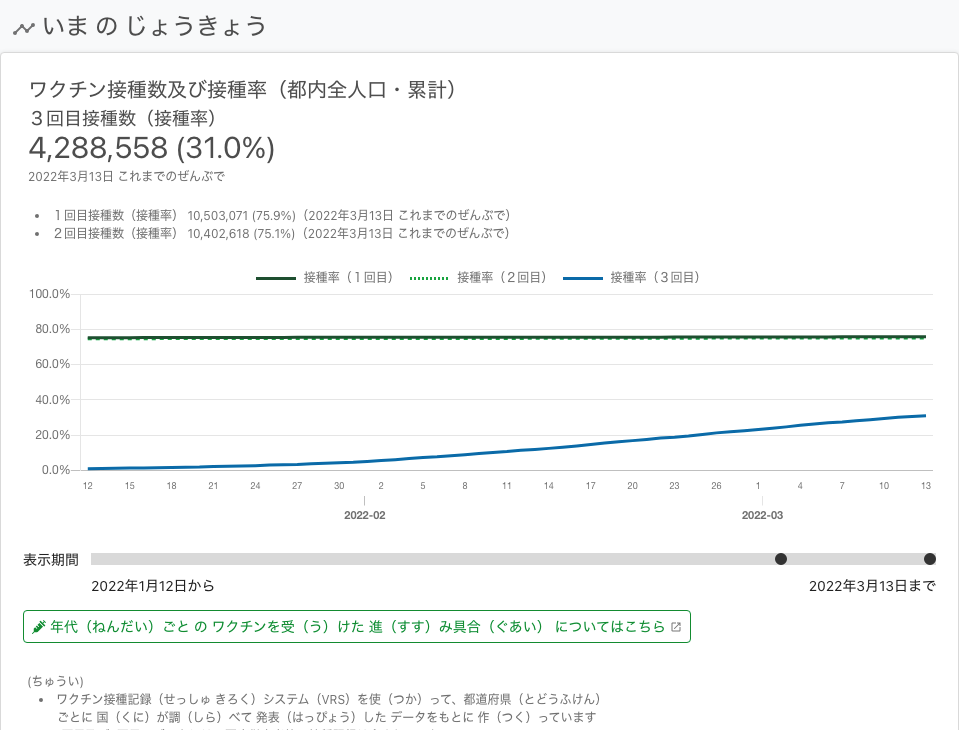 いま の じょうきょう
ワクチン接種数及び接種率（都内全人口・累計）
３回目接種数（接種率）
4,288,558 (31.0%)
2022年3月13日 これまでのぜんぶで
• １回目接種数（接種率） 10,503,071 (75.9%)（2022年3月13日 これまでのぜんぶで）
• ２回目接種数（接種率） 10,402,618 (75.1%)（2022年3月13日 これまでのぜんぶで）
接種率（１回目） 接種率（２回目） 接種率（３回目）
100.0%
80.0%
60.0%
40.0%
20.0%
0.0%
12 15 18 21 24 27 30 2 5 8 11 14 17 20 23 26 1 4 7 10 13
2022-02 2022-03
表示期間
2022年1月12日から 2022年3月13日まで
年代（ねんだい）ごと の ワクチンを受（う）けた 進（すす）み具合（ぐあい） についてはこちら
(ちゅうい)
• ワクチン接種記録（せっしゅ きろく）システム（VRS）を使（つか）って、都道府県（とどうふけん）
ごとに 国（くに）が調（しら）べて 発表（はっぴょう）した データをもとに 作（つく）っています